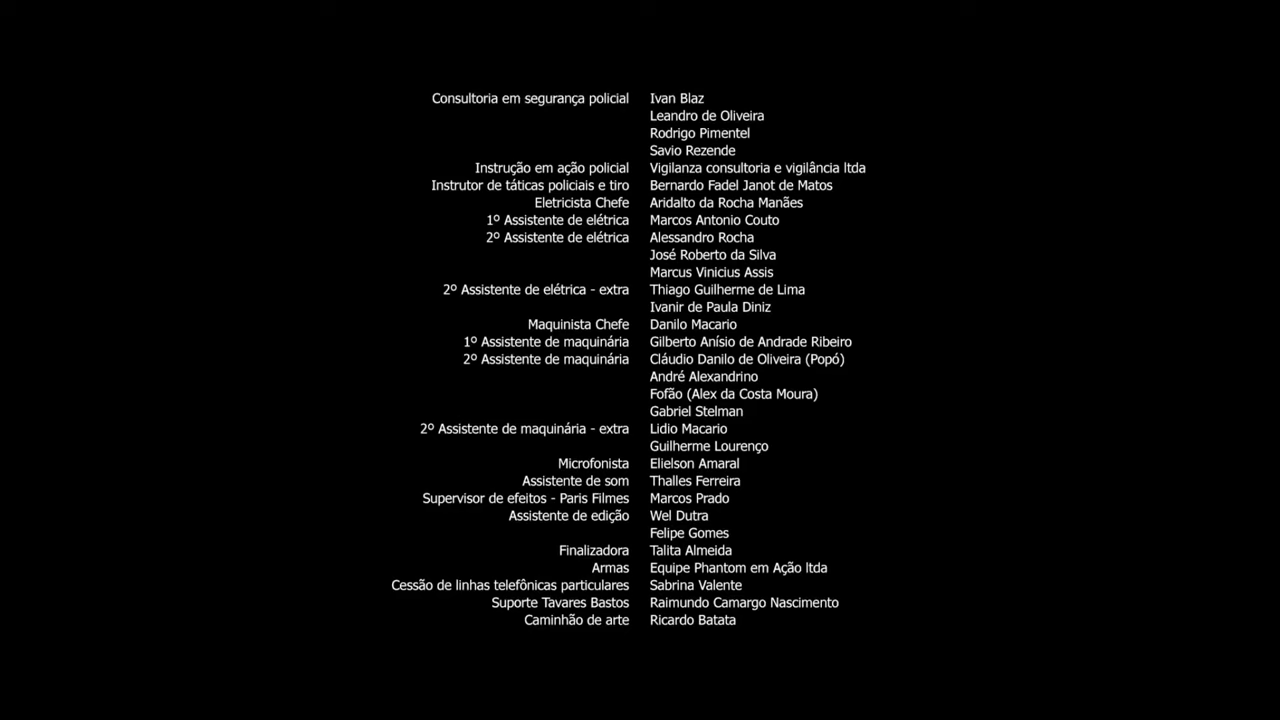 Consultoria em segurança policial Ivan Blaz
Leandro de Oliveira
Rodrigo Pimentel
Savio Rezende
Instrução em ação policial Vigilanza consultoria e vigilância ltda
Instrutor de táticas policiais e tiro Bernardo Fadel Janot de Matos
Eletricista Chefe Aridalto da Rocha Manães
1º Assistente de elétrica Marcos Antonio Couto
2º Assistente de elétrica Alessandro Rocha
José Roberto da Silva
Marcus Vinicius Assis
2º Assistente de elétrica - extra Thiago Guilherme de Lima
Ivanir de Paula Diniz
Maquinista Chefe Danilo Macario
1º Assistente de maquinária Gilberto Anísio de Andrade Ribeiro
2º Assistente de maquinária Cláudio Danilo de Oliveira (Popó)
André Alexandrino
Fofão (Alex da Costa Moura)
Gabriel Stelman
2º Assistente de maquinária - extra Lidio Macario
Guilherme Lourenço
Microfonista Elielson Amaral
Assistente de som Thalles Ferreira
Supervisor de efeitos - Paris Filmes Marcos Prado
Assistente de edição Wel Dutra
Felipe Gomes
Finalizadora Talita Almeida
Armas Equipe Phantom em Ação ltda
Cessão de linhas telefônicas particulares Sabrina Valente
Suporte Tavares Bastos Raimundo Camargo Nascimento
Caminhão de arte Ricardo Batata